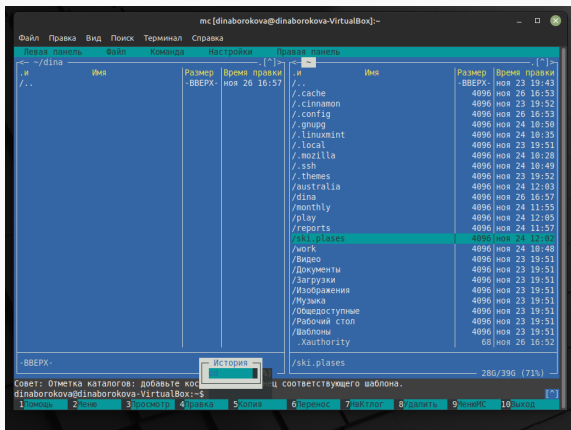 mc [dinaborokova@dinaborokova-VirtualBox]:~
Файл Правка Вид Поиск Терминал Справка
Левая панель Файл Команда Настройки Правая панель
<— ~/dina .[^]> <— ~ .[^]>
.и Имя Размер Время правки .и Имя Размер Время правки
/.. -ВВЕРХ- ноя 26 16:57 /.. -ВВЕРХ- ноя 23 19:43
/.cache 4096 ноя 26 16:53
/.cinnamon 4096 ноя 23 19:52
/.config 4096 ноя 26 16:53
/.gnupg 4096 ноя 24 10:50
/.linuxmint 4096 ноя 24 10:35
/.local 4096 ноя 23 19:51
/.mozilla 4096 ноя 24 10:28
/.ssh 4096 ноя 24 10:49
/.themes 4096 ноя 23 19:52
/australia 4096 ноя 24 12:03
/dina 4096 ноя 26 16:57
/monthly 4096 ноя 24 11:55
/play 4096 ноя 24 12:05
/reports 4096 ноя 24 11:57
/ski.plases 4096 ноя 24 12:02
/work 4096 ноя 24 10:48
/Видео 4096 ноя 23 19:51
/Документы 4096 ноя 23 19:51
/Загрузки 4096 ноя 23 19:51
/Изображения 4096 ноя 23 19:51
/Музыка 4096 ноя 23 19:51
/Общедоступные 4096 ноя 23 19:51
/Рабочий стол 4096 ноя 23 19:51
/Шаблоны 4096 ноя 23 19:51
.Xauthority 68 ноя 26 16:52
-ВВЕРХ- История /ski.plases
28G/39G (71%)
Совет: Отметка каталогов: добавьте кос ец соответствующего шаблона.
dinaborokova@dinaborokova-VirtualBox:~$ [^]
1Помощь 2Меню 3Просмотр 4Правка 5Копия 6Перенос 7НвКтлог 8Удалить 9МенюMC 10Выход